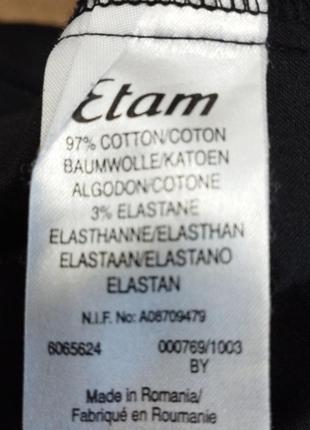 Etam
97% COTTON/COTON
BAUMWOLLE/KATOEN
ALGODON/COTONE
3% ELASTANE
ELASTHANNE/ELASTHAN
ELASTAAN/ELASTANO
ELASTAN
N.I.F. No: A08709479
6065624 000769/1003
BY
Made in Romania/
Fabriqué en Roumanie